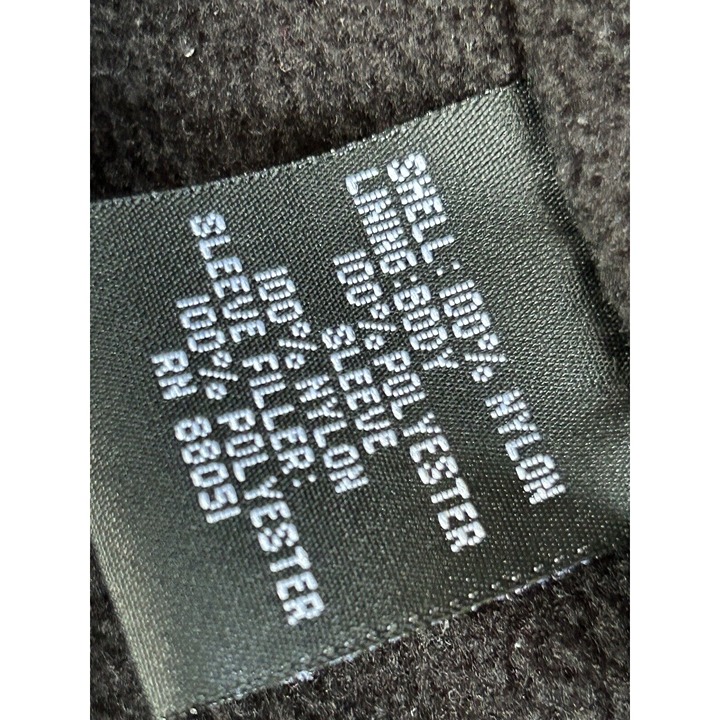 SHELL: 100% NYLON
LINING: BODY
100% POLYESTER
SLEEVE
100% NYLON
SLEEVE FILLER:
100% POLYESTER
RN 88051